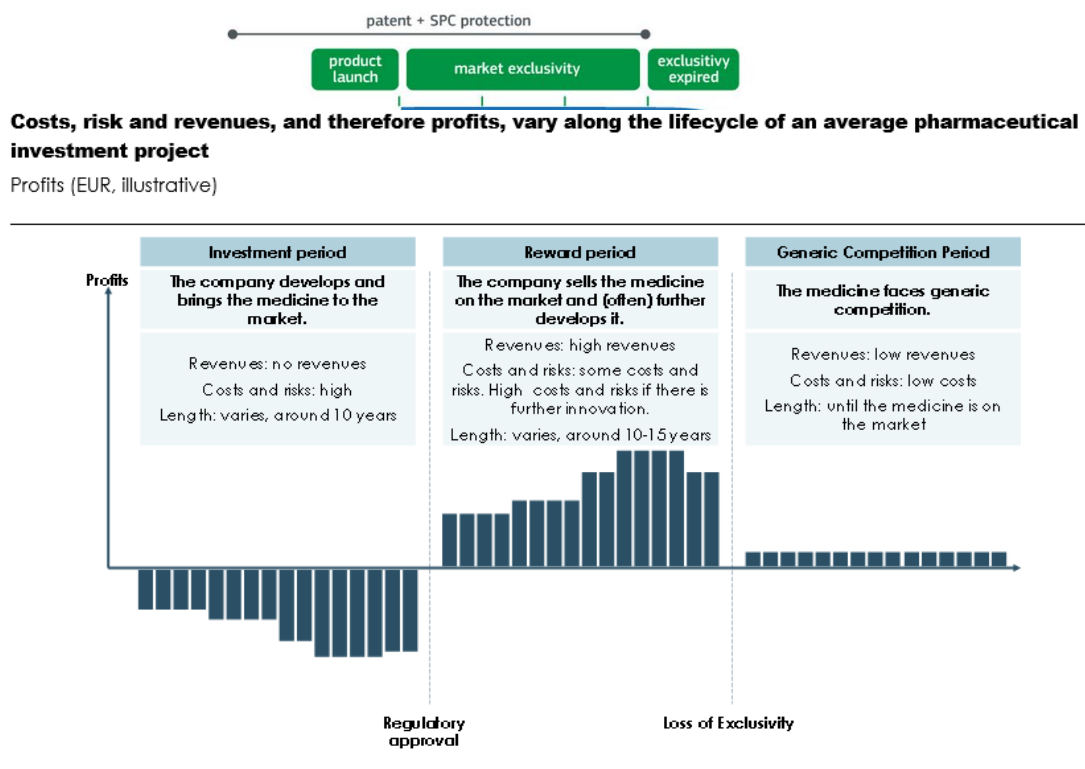 patent + SPC protection
product
launch
market exclusivity
exclusitivy
expired
Costs, risk and revenues, and therefore profits, vary along the lifecycle of an average pharmaceutical
investment project
Profits (EUR, illustrative)
Profits
Investment period
The company develops and
brings the medicine to the
market.
Revenues: no revenues
Costs and risks: high
Length: varies, around 10 years
Reward period
The company sells the medicine
on the market and (often) further
develops it.
Revenues: high revenues
Costs and risks: some costs and
risks. High costs and risks if there is
further innovation.
Length: varies, around 10-15 years
Generic Competition Period
The medicine faces generic
competition.
Revenues: low revenues
Costs and risks: low costs
Length: until the medicine is on
the market
Regulatory
approval
Loss of Exclusivity